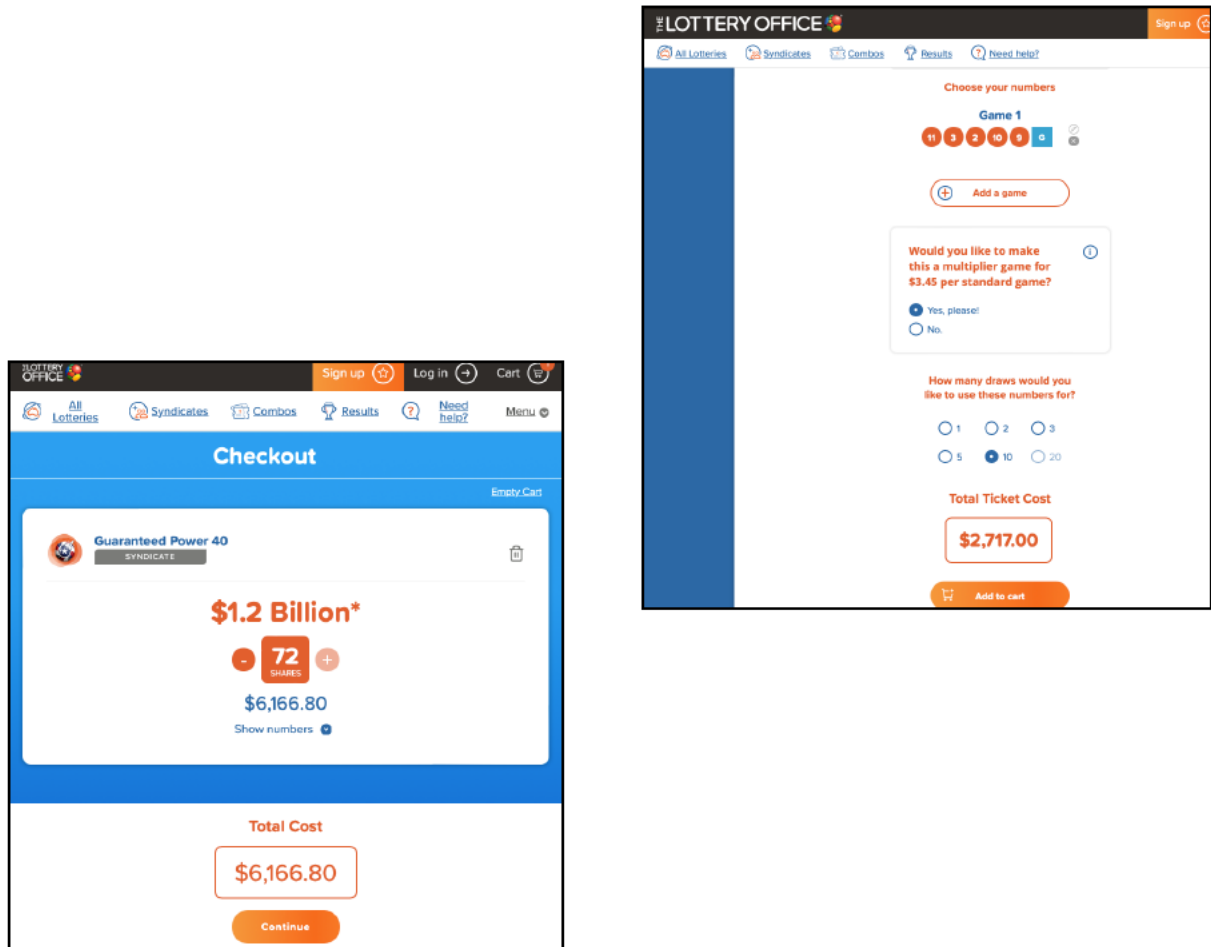 THE LOTTERY OFFICE
Sign up
All Lotteries Syndicates Combos Results Need help?
Choose your numbers
Game 1
11 3 2 10 9 G
Add a game
Would you like to make
this a multiplier game for
$3.45 per standard game?
Yes, please!
No.
How many draws would you
like to use these numbers for?
1 2 3
5 10 20
Total Ticket Cost
$2,717.00
Add to cart
THE LOTTERY
OFFICE
Sign up Log in Cart
All
Lotteries
Syndicates Combos Results
Need
help?
Menu
Checkout
Empty Cart
Guaranteed Power 40
SYNDICATE
$1.2 Billion*
- 72 +
SHARES
$6,166.80
Show numbers
Total Cost
$6,166.80
Continue